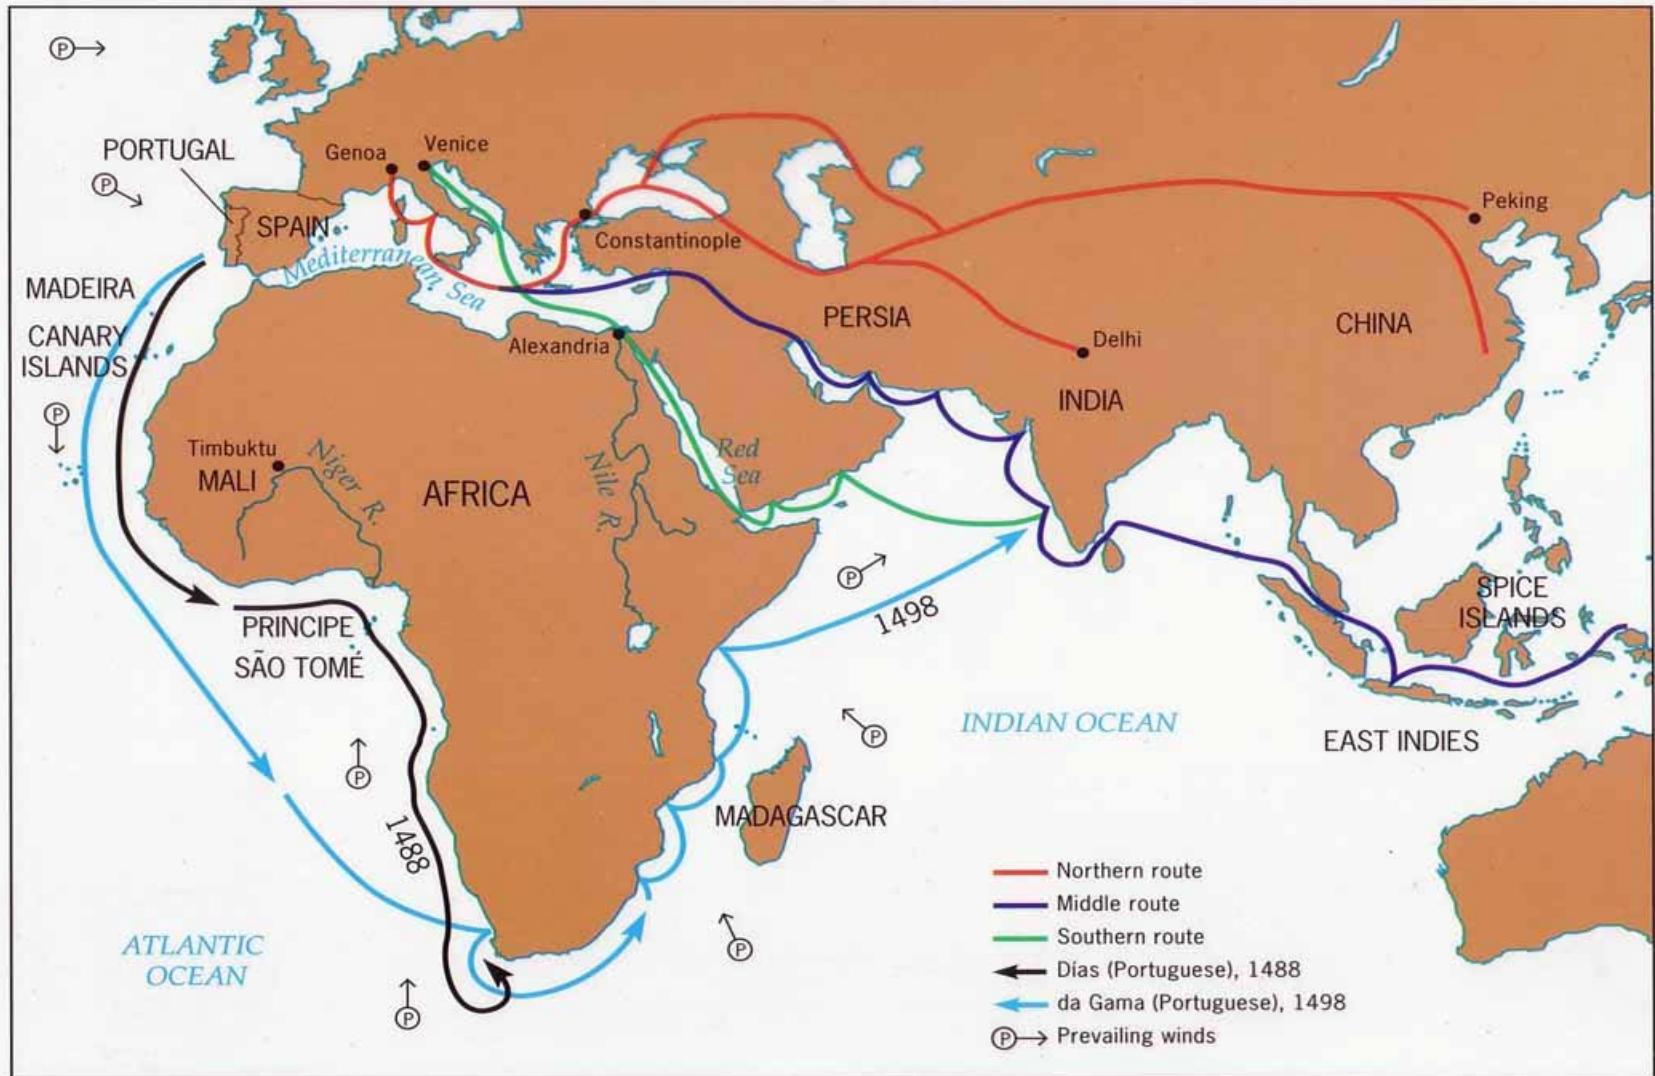 P
PORTUGAL
Genoa
Venice
P
SPAIN
Constantinople
Peking
Mediterranean Sea
MADEIRA
PERSIA
CHINA
CANARY
ISLANDS
Alexandria
Delhi
INDIA
P
Timbuktu
MALI
Niger R.
AFRICA
Nile R.
Red
Sea
P
1498
SPICE
ISLANDS
PRINCIPE
SÃO TOMÉ
P
P
INDIAN OCEAN
EAST INDIES
1488
MADAGASCAR
ATLANTIC
OCEAN
P
P
Northern route
Middle route
Southern route
Días (Portuguese), 1488
da Gama (Portuguese), 1498
P Prevailing winds